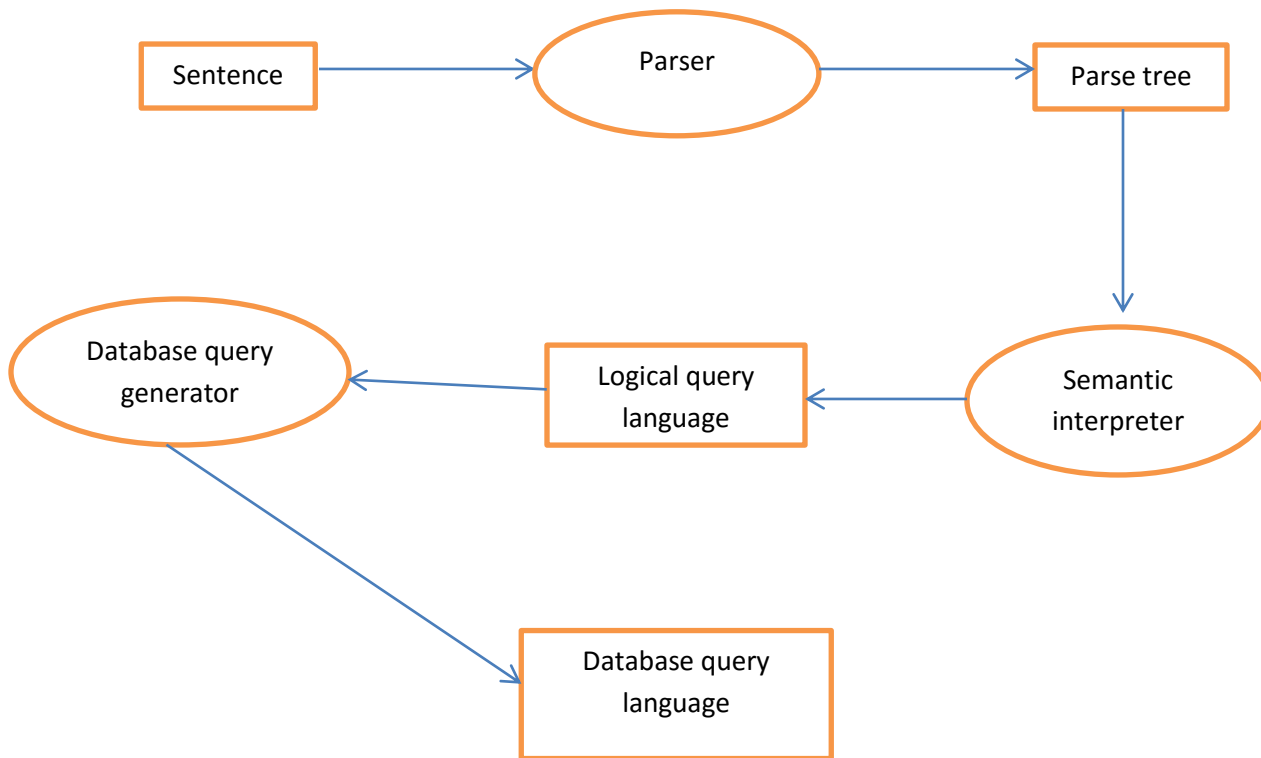 Sentence
Parser
Parse tree
Semantic
interpreter
Logical query
language
Database query
generator
Database query
language